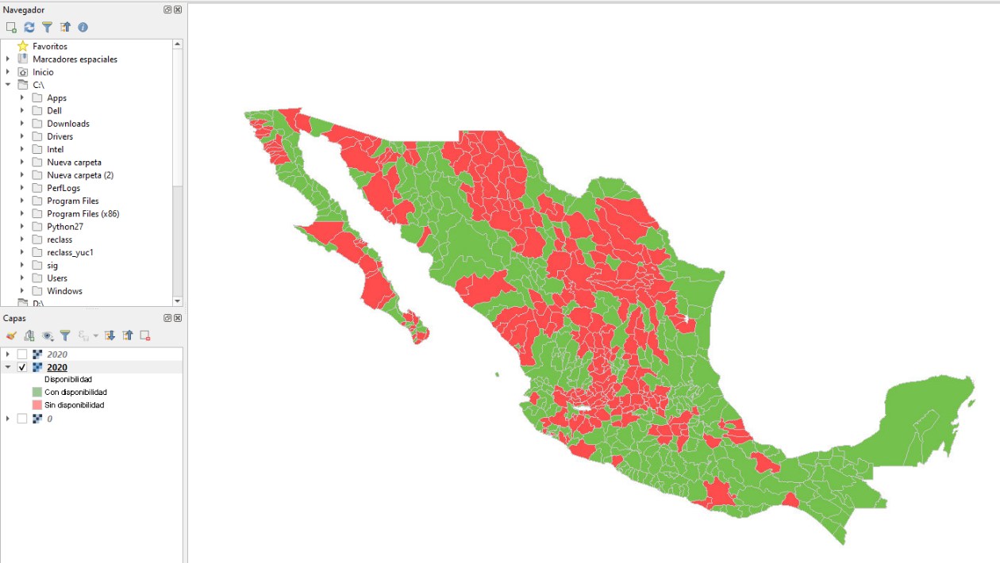 Navegador
Favoritos
Marcadores espaciales
Inicio
C:\
Apps
Dell
Downloads
Drivers
Intel
Nueva carpeta
Nueva carpeta (2)
PerfLogs
Program Files
Program Files (x86)
Python27
reclass
reclass_yuc1
sig
Users
Windows
D:\
Capas
2020
2020
Disponibilidad
Con disponibilidad
Sin disponibilidad
0